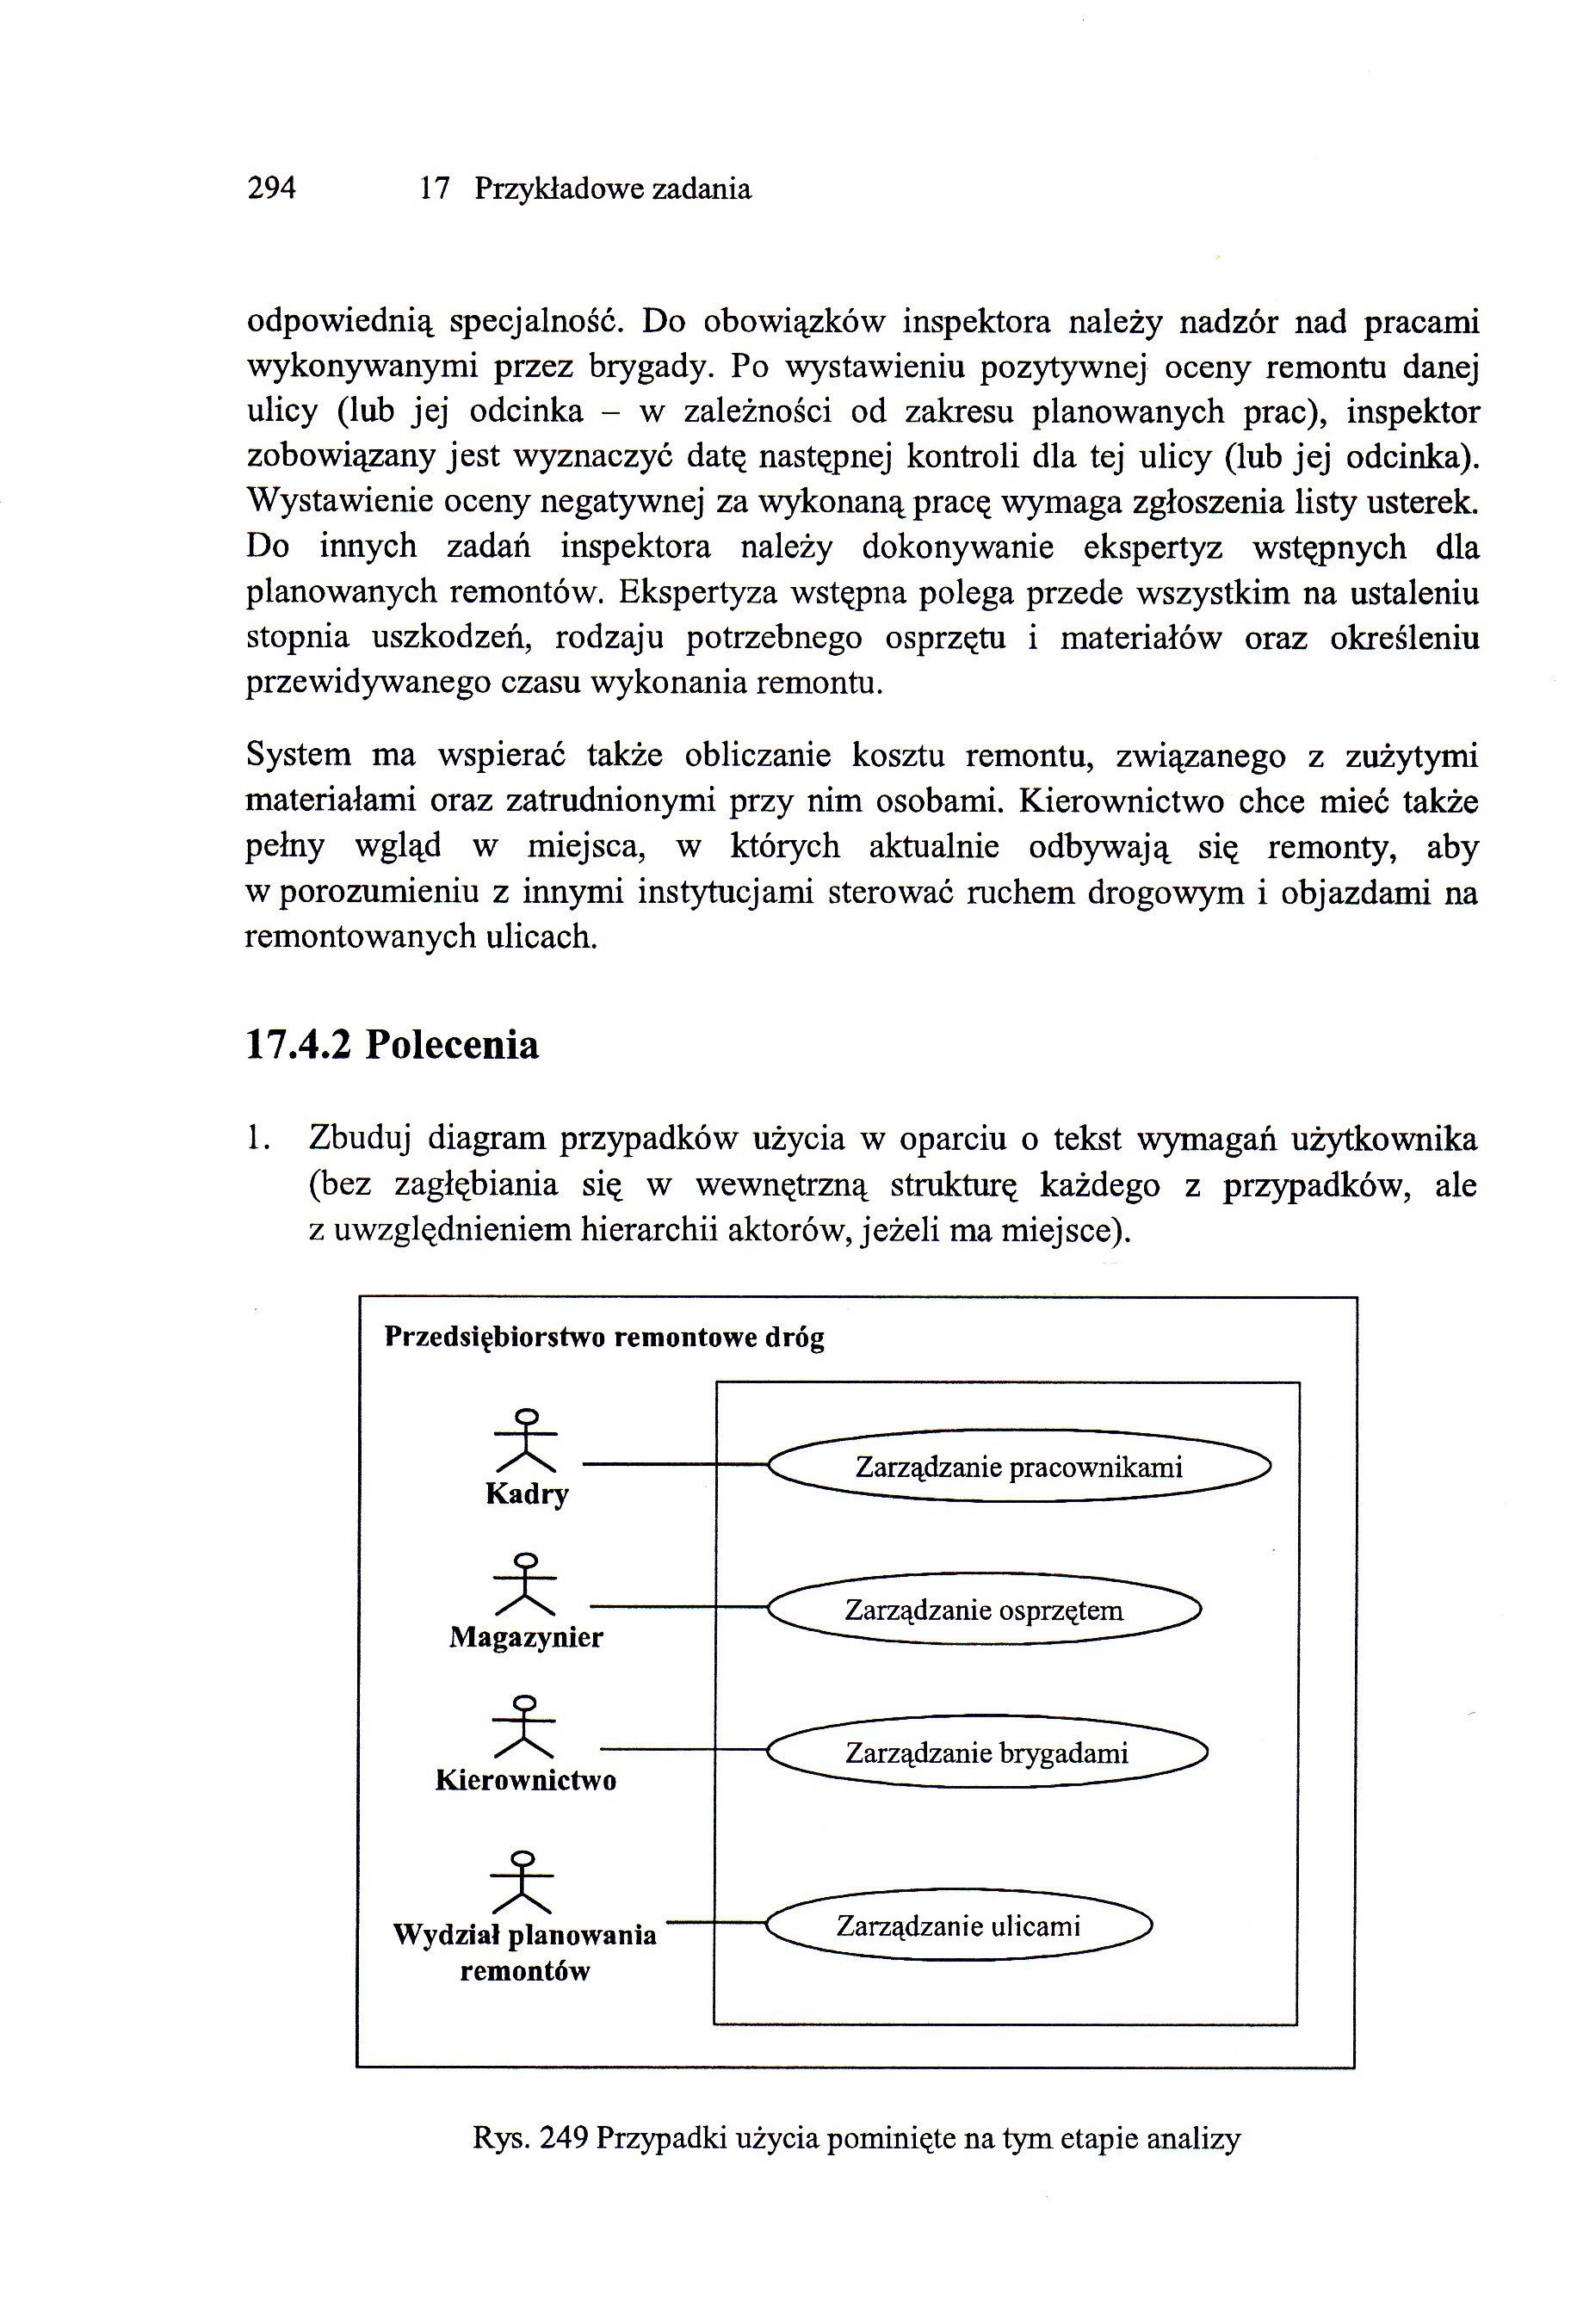 294 17 Przykładowe zadania
odpowiednią specjalność. Do obowiązków inspektora należy nadzór nad pracami
wykonywanymi przez brygady. Po wystawieniu pozytywnej oceny remontu danej
ulicy (lub jej odcinka – w zależności od zakresu planowanych prac), inspektor
zobowiązany jest wyznaczyć datę następnej kontroli dla tej ulicy (lub jej odcinka).
Wystawienie oceny negatywnej za wykonaną pracę wymaga zgłoszenia listy usterek.
Do innych zadań inspektora należy dokonywanie ekspertyz wstępnych dla
planowanych remontów. Ekspertyza wstępna polega przede wszystkim na ustaleniu
stopnia uszkodzeń, rodzaju potrzebnego osprzętu i materiałów oraz określeniu
przewidywanego czasu wykonania remontu.
System ma wspierać także obliczanie kosztu remontu, związanego z zużytymi
materiałami oraz zatrudnionymi przy nim osobami. Kierownictwo chce mieć także
pełny wgląd w miejsca, w których aktualnie odbywają się remonty, aby
w porozumieniu z innymi instytucjami sterować ruchem drogowym i objazdami na
remontowanych ulicach.
17.4.2 Polecenia
1. Zbuduj diagram przypadków użycia w oparciu o tekst wymagań użytkownika
(bez zagłębiania się w wewnętrzną strukturę każdego z przypadków, ale
z uwzględnieniem hierarchii aktorów, jeżeli ma miejsce).
Przedsiębiorstwo remontowe dróg
Zarządzanie pracownikami
Kadry
Zarządzanie osprzętem
Magazynier
Zarządzanie brygadami
Kierownictwo
Zarządzanie ulicami
Wydział planowania
remontów
Rys. 249 Przypadki użycia pominięte na tym etapie analizy